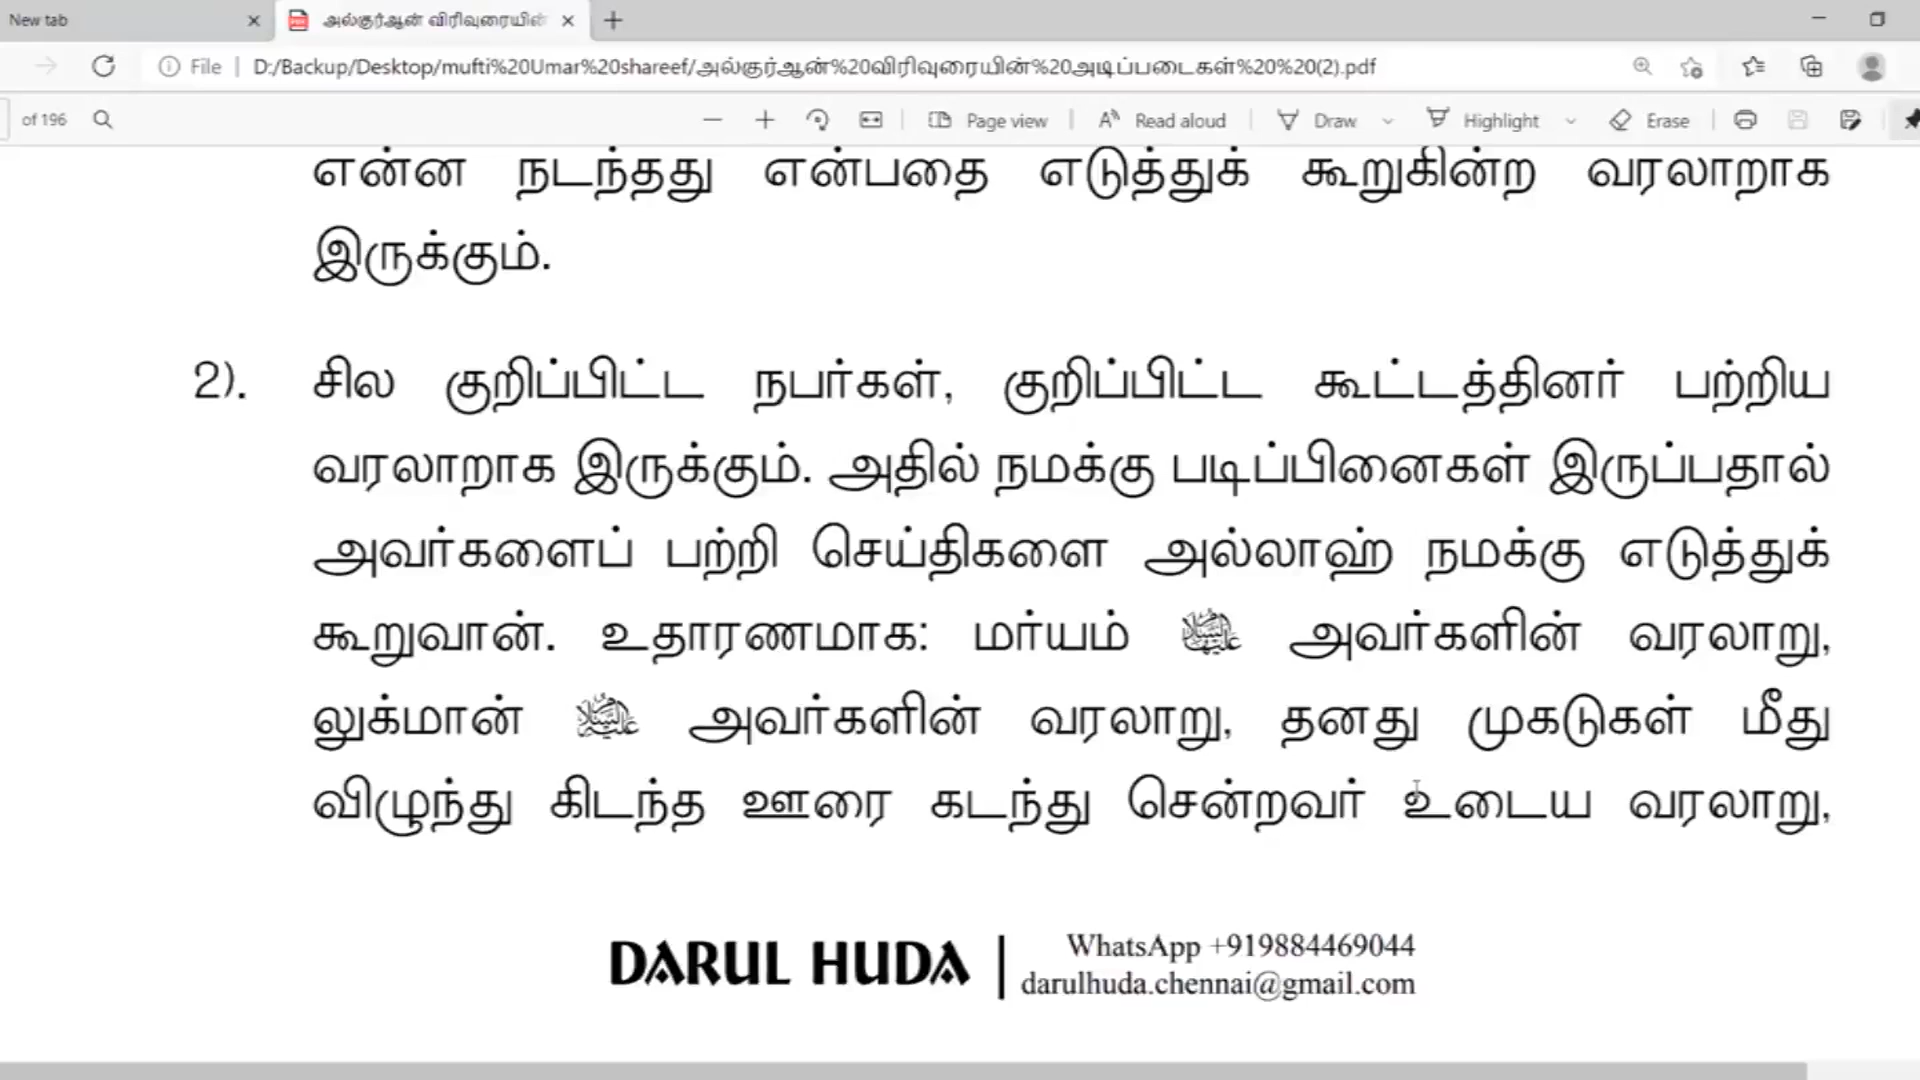 New tab
அல்குர்ஆன் விரிவுரையின்
File D:/Backup/Desktop/mufti%20Umar%20shareef/அல்குர்ஆன்%20விரிவுரையின்%20அடிப்படைகள்%20%20(2).pdf
of 196 Page view Read aloud Draw Highlight Erase
என்ன நடந்தது என்பதை எடுத்துக் கூறுகின்ற வரலாறாக
இருக்கும்.
2). சில குறிப்பிட்ட நபர்கள், குறிப்பிட்ட கூட்டத்தினர் பற்றிய
வரலாறாக இருக்கும். அதில் நமக்கு படிப்பினைகள் இருப்பதால்
அவர்களைப் பற்றி செய்திகளை அல்லாஹ் நமக்கு எடுத்துக்
கூறுவான். உதாரணமாக: மர்யம் عليها السلام அவர்களின் வரலாறு,
லுக்மான் عليه السلام அவர்களின் வரலாறு, தனது முகடுகள் மீது
விழுந்து கிடந்த ஊரை கடந்து சென்றவர் உடைய வரலாறு,
DARUL HUDA
WhatsApp +919884469044
darulhuda.chennai@gmail.com